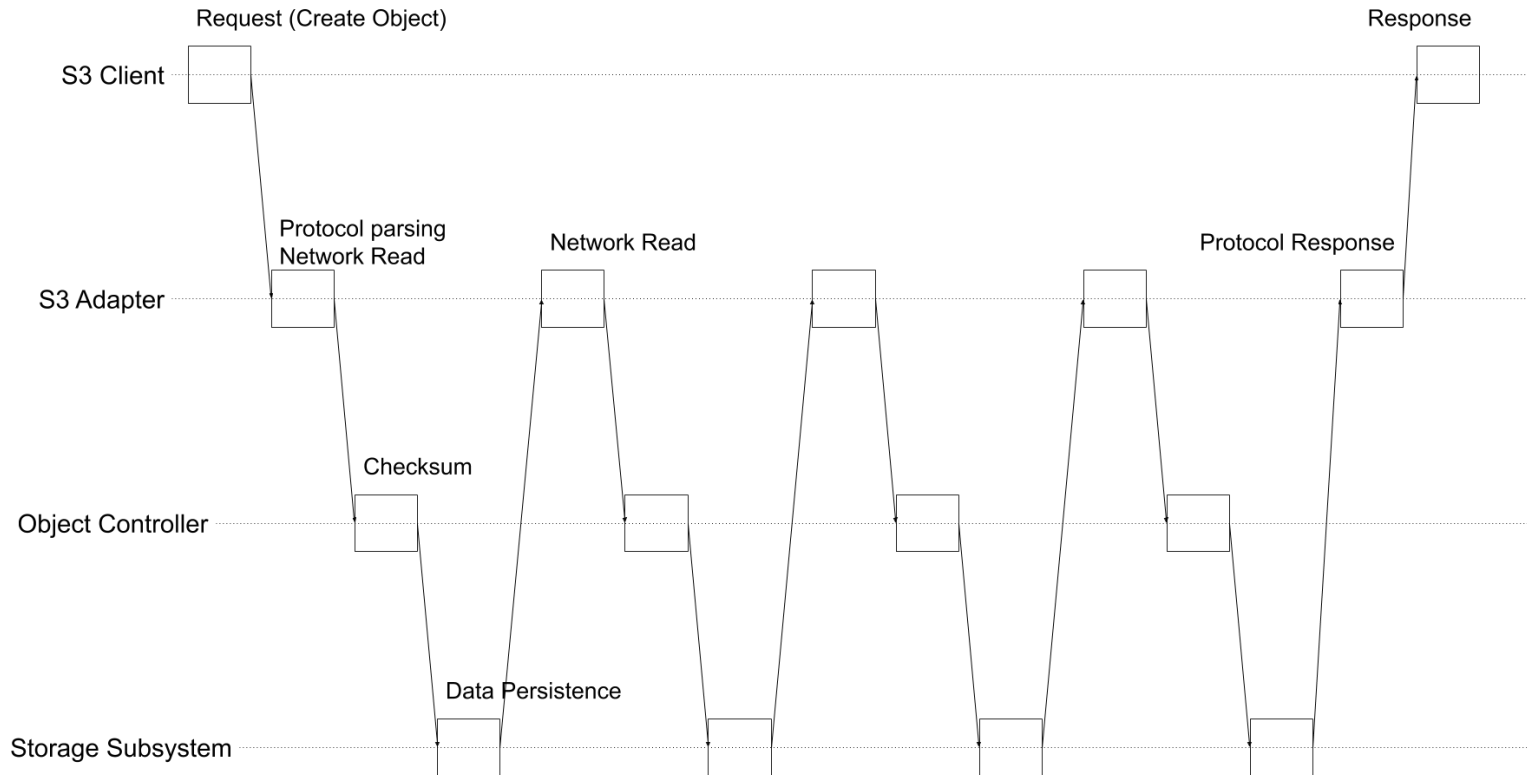 Request (Create Object)
Response
S3 Client
Protocol parsing
Network Read
Network Read
Protocol Response
S3 Adapter
Checksum
Object Controller
Data Persistence
Storage Subsystem